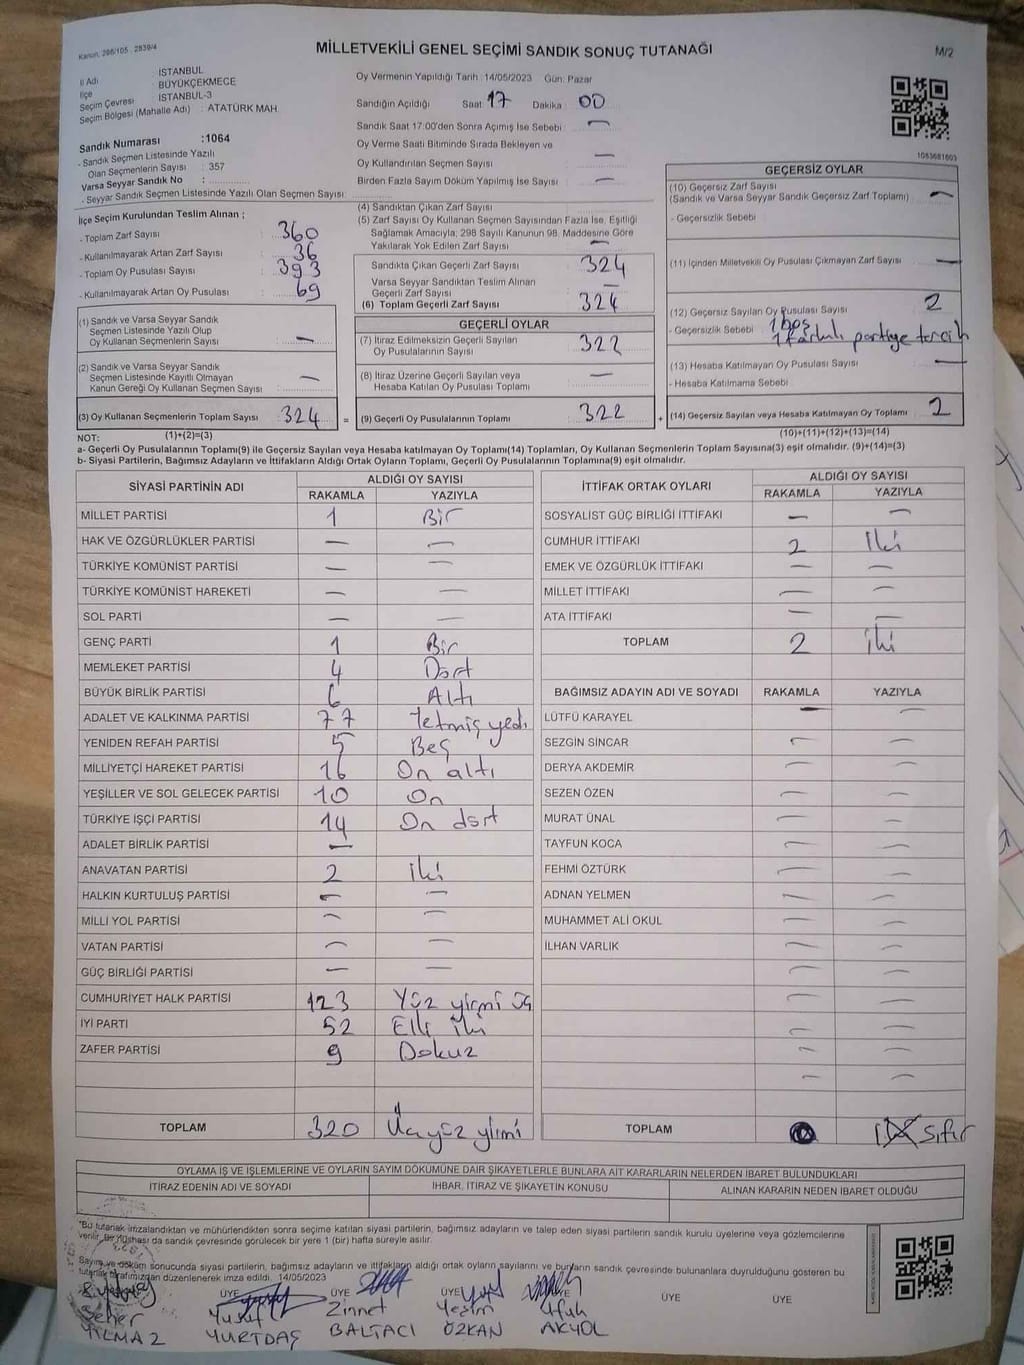 Kanun, 298/105 . 2839/4
MİLLETVEKİLİ GENEL SEÇİMİ SANDIK SONUÇ TUTANAĞI
M/2
İl Adı : İSTANBUL
İlçe : BÜYÜKÇEKMECE
Seçim Çevresi : İSTANBUL-3
Seçim Bölgesi (Mahalle Adı) : ATATÜRK MAH.
Sandık Numarası :1064
- Sandık Seçmen Listesinde Yazılı
Olan Seçmenlerin Sayısı : 357
Varsa Seyyar Sandık No :
- Seyyar Sandık Seçmen Listesinde Yazılı Olan Seçmen Sayısı:
Oy Vermenin Yapıldığı Tarih :14/05/2023 Gün: Pazar
Sandığın Açıldığı Saat :17 Dakika : 00
Sandık Saat 17:00'den Sonra Açımış İse Sebebi : —
Oy Verme Saati Bitiminde Sırada Bekleyen ve
Oy Kullandırılan Seçmen Sayısı : —
Birden Fazla Sayım Döküm Yapılmış İse Sayısı : —
1053681603
İlçe Seçim Kurulundan Teslim Alınan ;
- Toplam Zarf Sayısı : 360
- Kullanılmayarak Artan Zarf Sayısı : 36
- Toplam Oy Pusulası Sayısı : 393
- Kullanılmayarak Artan Oy Pusulası : 69
(1) Sandık ve Varsa Seyyar Sandık
Seçmen Listesinde Yazılı Olup
Oy Kullanan Seçmenlerin Sayısı : —
(2) Sandık ve Varsa Seyyar Sandık
Seçmen Listesinde Kayıtlı Olmayan
Kanun Gereği Oy Kullanan Seçmen Sayısı : —
(3) Oy Kullanan Seçmenlerin Toplam Sayısı : 324 =
(1)+(2)=(3)
(4) Sandıktan Çıkan Zarf Sayısı :
(5) Zarf Sayısı Oy Kullanan Seçmen Sayısından Fazla İse, Eşitliği
Sağlamak Amacıyla; 298 Sayılı Kanunun 98. Maddesine Göre
Yakılarak Yok Edilen Zarf Sayısı : —
Sandıkta Çıkan Geçerli Zarf Sayısı : 324
Varsa Seyyar Sandıktan Teslim Alınan
Geçerli Zarf Sayısı : —
(6) Toplam Geçerli Zarf Sayısı : 324
GEÇERLİ OYLAR
(7) İtiraz Edilmeksizin Geçerli Sayılan
Oy Pusulalarının Sayısı : 322
(8) İtiraz Üzerine Geçerli Sayılan veya
Hesaba Katılan Oy Pusulası Toplamı : —
(9) Geçerli Oy Pusulalarının Toplamı : 322 +
GEÇERSİZ OYLAR
(10) Geçersiz Zarf Sayısı
(Sandık ve Varsa Seyyar Sandık Geçersiz Zarf Toplamı) : —
- Geçersizlik Sebebi
(11) İçinden Milletvekili Oy Pusulası Çıkmayan Zarf Sayısı : —
(12) Geçersiz Sayılan Oy Pusulası Sayısı : 2
- Geçersizlik Sebebi 1 boş
1 farklı partiye tercih
(13) Hesaba Katılmayan Oy Pusulası Sayısı : —
- Hesaba Katılmama Sebebi
(14) Geçersiz Sayılan veya Hesaba Katılmayan Oy Toplamı : 2
(10)+(11)+(12)+(13)=(14)
NOT:
a- Geçerli Oy Pusulalarının Toplamı(9) ile Geçersiz Sayılan veya Hesaba katılmayan Oy Toplamı(14) Toplamları, Oy Kullanan Seçmenlerin Toplam Sayısına(3) eşit olmalıdır. (9)+(14)=(3)
b- Siyasi Partilerin, Bağımsız Adayların ve İttifakların Aldığı Ortak Oyların Toplamı, Geçerli Oy Pusulalarının Toplamına(9) eşit olmalıdır.
SİYASİ PARTİNİN ADI ALDIĞI OY SAYISI
RAKAMLA YAZIYLA
MİLLET PARTİSİ 1 Bir
HAK VE ÖZGÜRLÜKLER PARTİSİ — —
TÜRKİYE KOMÜNİST PARTİSİ — —
TÜRKİYE KOMÜNİST HAREKETİ — —
SOL PARTİ — —
GENÇ PARTİ 1 Bir
MEMLEKET PARTİSİ 4 Dört
BÜYÜK BİRLİK PARTİSİ 6 Altı
ADALET VE KALKINMA PARTİSİ 77 Yetmiş yedi
YENİDEN REFAH PARTİSİ 5 Beş
MİLLİYETÇİ HAREKET PARTİSİ 16 On altı
YEŞİLLER VE SOL GELECEK PARTİSİ 10 On
TÜRKİYE İŞÇİ PARTİSİ 14 On dört
ADALET BİRLİK PARTİSİ —
ANAVATAN PARTİSİ 2 iki
HALKIN KURTULUŞ PARTİSİ — —
MİLLİ YOL PARTİSİ — —
VATAN PARTİSİ — —
GÜÇ BİRLİĞİ PARTİSİ — —
CUMHURİYET HALK PARTİSİ 123 Yüz yirmi üç
İYİ PARTİ 52 Elli iki
ZAFER PARTİSİ 9 Dokuz
TOPLAM 320 Üçyüz yirmi
İTTİFAK ORTAK OYLARI ALDIĞI OY SAYISI
RAKAMLA YAZIYLA
SOSYALİST GÜÇ BİRLİĞİ İTTİFAKI — —
CUMHUR İTTİFAKI 2 İki
EMEK VE ÖZGÜRLÜK İTTİFAKI — —
MİLLET İTTİFAKI — —
ATA İTTİFAKI — —
TOPLAM 2 iki
BAĞIMSIZ ADAYIN ADI VE SOYADI RAKAMLA YAZIYLA
LÜTFÜ KARAYEL — —
SEZGİN SİNCAR — —
DERYA AKDEMİR — —
SEZEN ÖZEN — —
MURAT ÜNAL — —
TAYFUN KOCA — —
FEHMİ ÖZTÜRK — —
ADNAN YELMEN — —
MUHAMMET ALİ OKUL — —
İLHAN VARLIK — —
— —
— —
— —
— —
— —
TOPLAM sıfır
OYLAMA İŞ VE İŞLEMLERİNE VE OYLARIN SAYIM DÖKÜMÜNE DAİR ŞİKAYETLERLE BUNLARA AİT KARARLARIN NELERDEN İBARET BULUNDUKLARI
İTİRAZ EDENİN ADI VE SOYADI İHBAR, İTİRAZ VE ŞİKAYETİN KONUSU ALINAN KARARIN NEDEN İBARET OLDUĞU
*Bu tutanak imzalandıktan ve mühürlendikten sonra seçime katılan siyasi partilerin, bağımsız adayların ve talep eden siyasi partilerin sandık kurulu üyelerine veya gözlemcilerine
verilir. Bir nüshası da sandık çevresinde görülecek bir yere 1 (bir) hafta süreyle asılır.
Sayım ve döküm sonucunda siyasi partilerin, bağımsız adayların ve ittifakların aldığı ortak oyların sayılarını ve bunların sandık çevresinde bulunanlara duyrulduğunu gösteren bu
tutanak tarafımızdan düzenlenerek imza edildi. 14/05/2023
ÜYE ÜYE ÜYE ÜYE ÜYE ÜYE
Seher Yusuf Zinnet Yeşim Ufuk
YILMAZ YURTDAŞ BALTACI ÖZKAN AKYOL